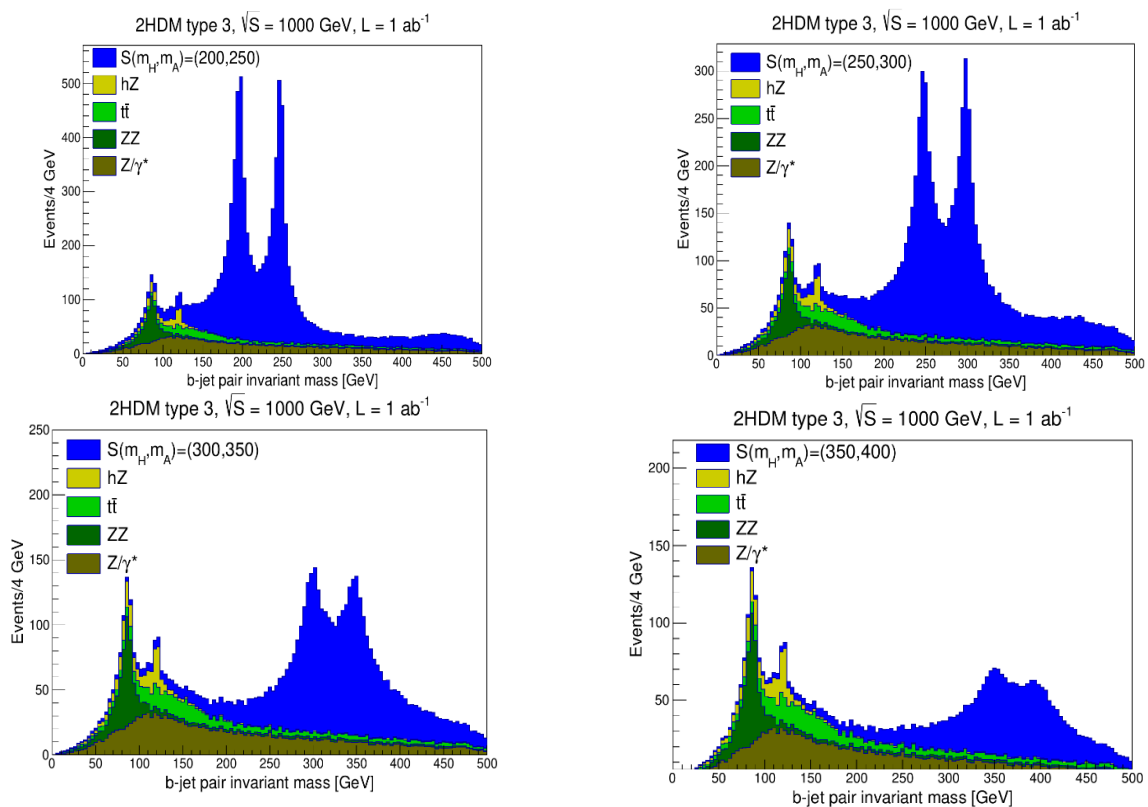 2HDM type 3, √S = 1000 GeV, L = 1 ab⁻¹
Events/4 GeV
500
400
300
200
100
0
S(m_H,m_A)=(200,250)
hZ
tt̄
ZZ
Z/γ*
0 50 100 150 200 250 300 350 400 450 500
b-jet pair invariant mass [GeV]
2HDM type 3, √S = 1000 GeV, L = 1 ab⁻¹
Events/4 GeV
300
250
200
150
100
50
0
S(m_H,m_A)=(250,300)
hZ
tt̄
ZZ
Z/γ*
0 50 100 150 200 250 300 350 400 450 500
b-jet pair invariant mass [GeV]
2HDM type 3, √S = 1000 GeV, L = 1 ab⁻¹
Events/4 GeV
250
200
150
100
50
0
S(m_H,m_A)=(300,350)
hZ
tt̄
ZZ
Z/γ*
0 50 100 150 200 250 300 350 400 450 500
b-jet pair invariant mass [GeV]
2HDM type 3, √S = 1000 GeV, L = 1 ab⁻¹
Events/4 GeV
200
150
100
50
S(m_H,m_A)=(350,400)
hZ
tt̄
ZZ
Z/γ*
0 50 100 150 200 250 300 350 400 450 500
b-jet pair invariant mass [GeV]